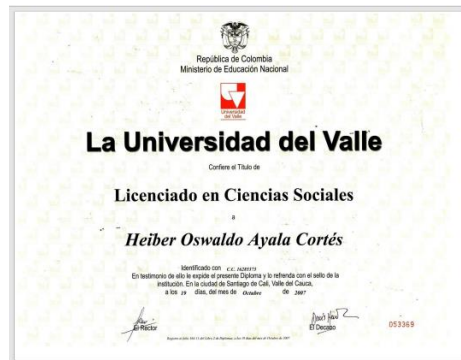 República de Colombia
Ministerio de Educación Nacional
Universidad
del Valle
La Universidad del Valle
Confiere el Título de
Licenciado en Ciencias Sociales
a
Heiber Oswaldo Ayala Cortés
Identificado con C.C.
En testimonio de ello le expide el presente Diploma y lo refrenda con el sello de la
institución. En la ciudad de Santiago de Cali, Valle del Cauca,
a los 19 días, del mes de Octubre de 2007
El Rector
El Decano
053369